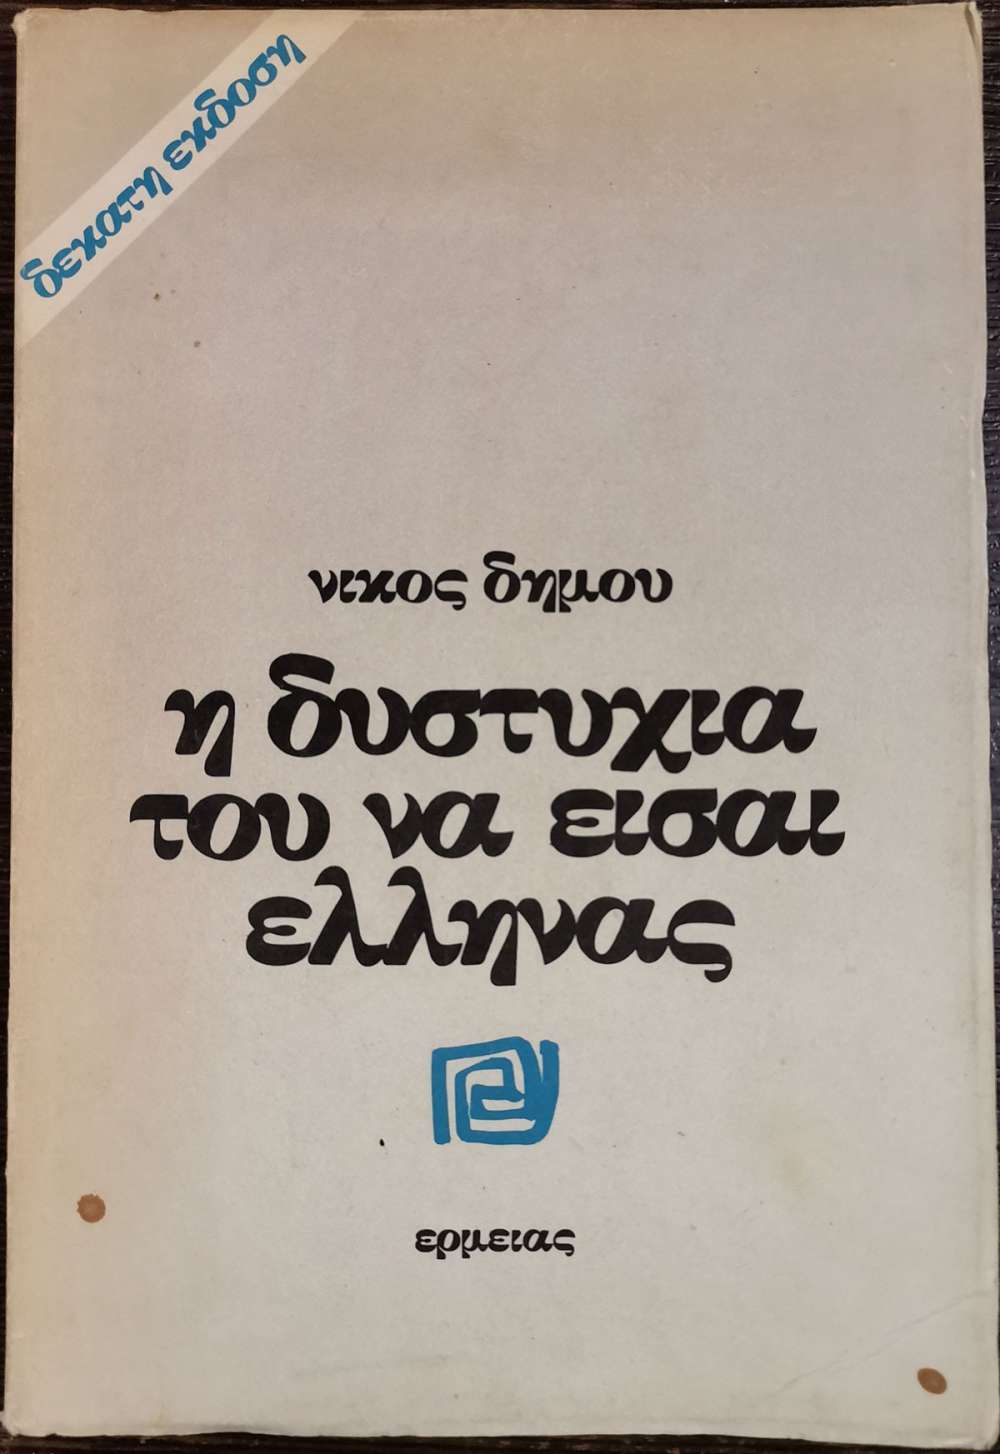 δεκατη εκδοση
νικος δημου
η δυστυχια
του να εισαι
ελληνας
ερμειας